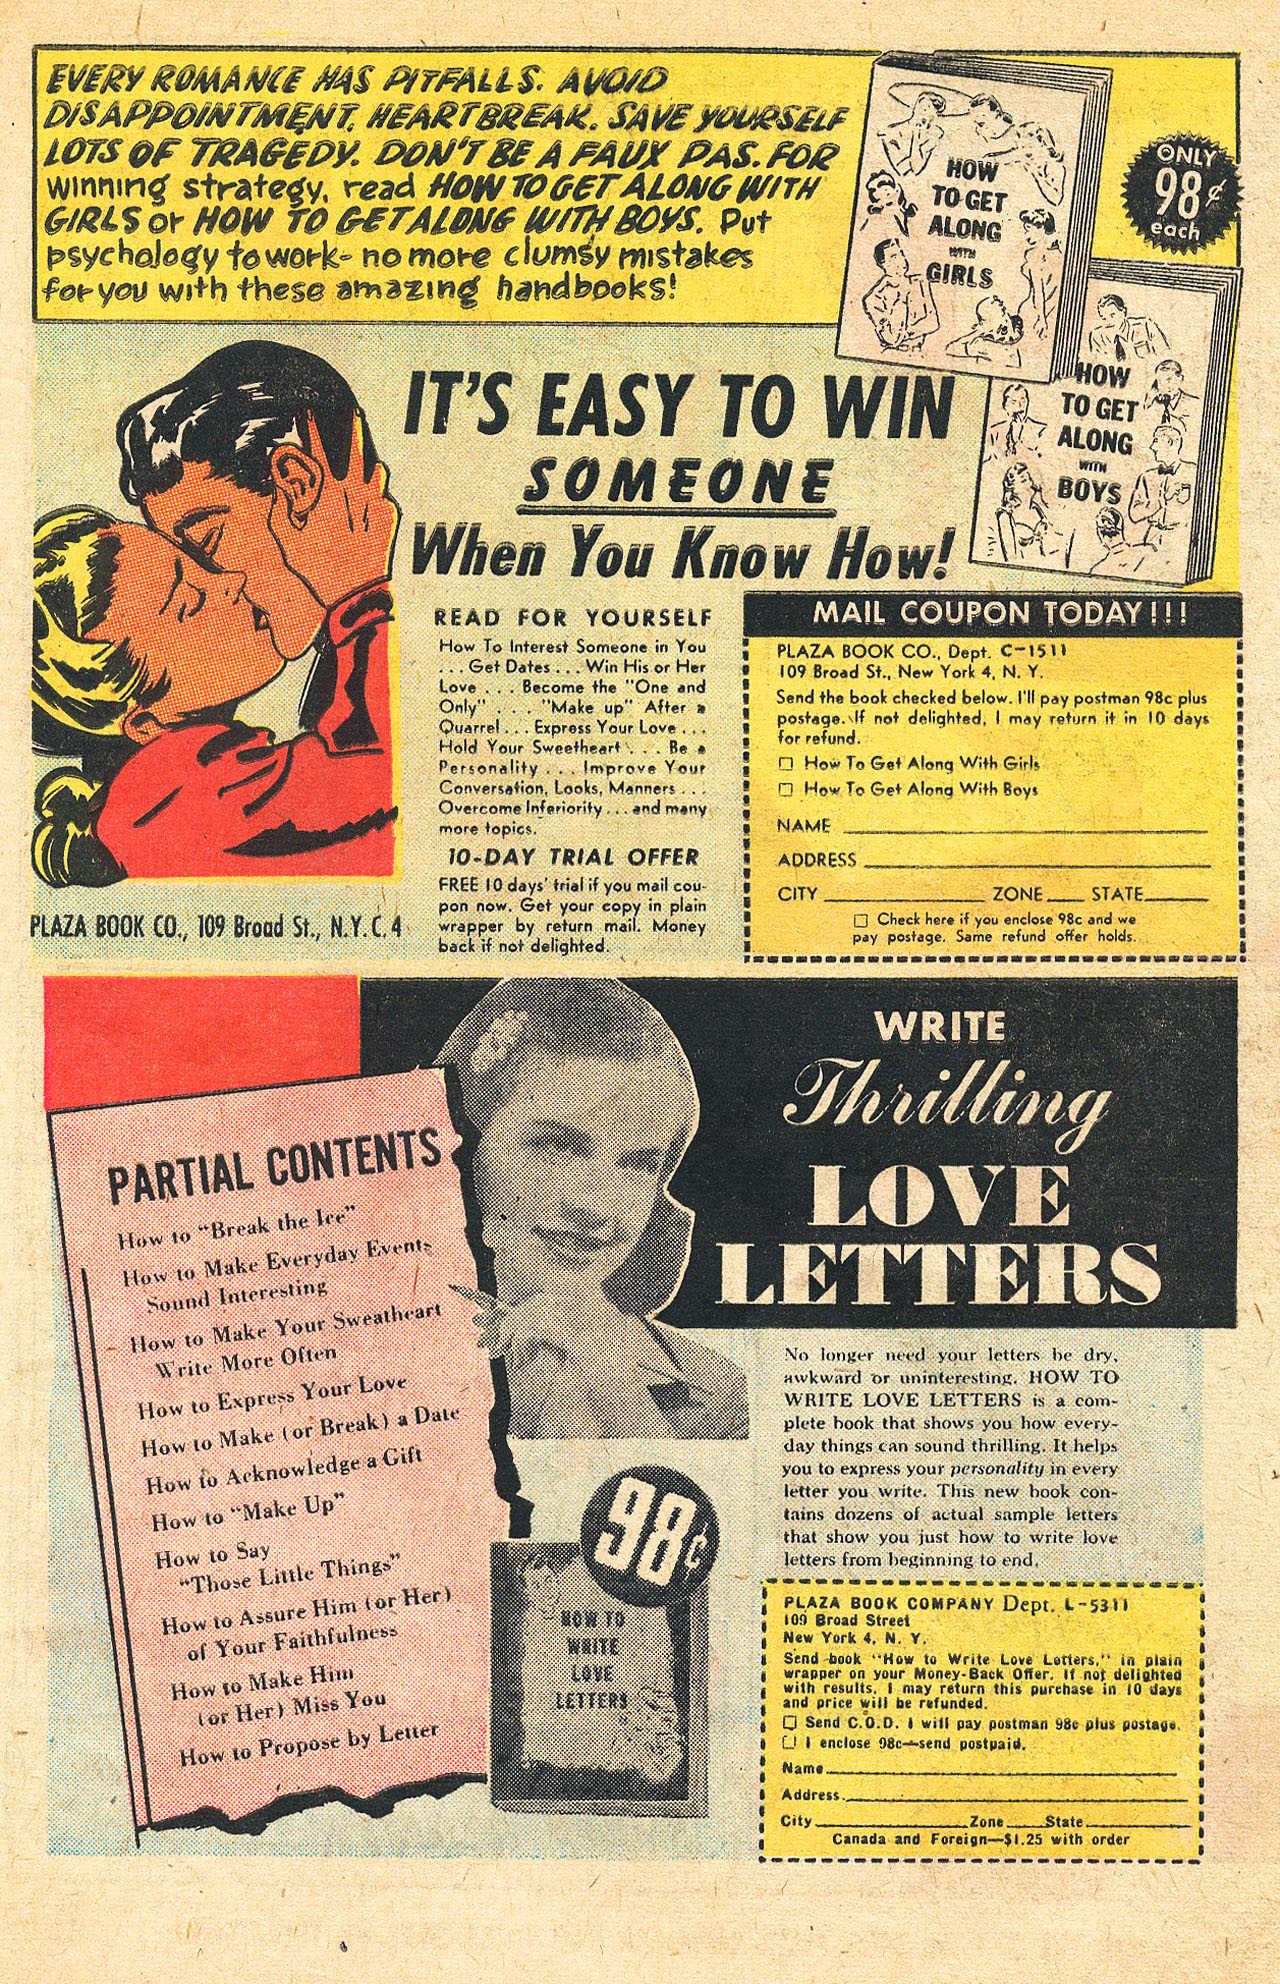 EVERY ROMANCE HAS PITFALLS. AVOID
DISAPPOINTMENT, HEARTBREAK. SAVE YOURSELF
LOTS OF TRAGEDY. DON'T BE A FAUX PAS. FOR
winning strategy, read HOW TO GET ALONG WITH
GIRLS or HOW TO GET ALONG WITH BOYS. Put
psychology to work- no more clumsy mistakes
for you with these amazing handbooks!
HOW
TO GET
ALONG
WITH
GIRLS
ONLY
98¢
each
HOW
TO GET
ALONG
WITH
BOYS
IT'S EASY TO WIN
SOMEONE
When You Know How!
READ FOR YOURSELF
How To Interest Someone in You
... Get Dates ... Win His or Her
Love ... Become the "One and
Only" ... "Make up" After a
Quarrel ... Express Your Love ...
Hold Your Sweetheart ... Be a
Personality ... Improve Your
Conversation, Looks, Manners ...
Overcome Inferiority ... and many
more topics.
10-DAY TRIAL OFFER
FREE 10 days' trial if you mail cou-
pon now. Get your copy in plain
wrapper by return mail. Money
back if not delighted.
PLAZA BOOK CO., 109 Broad St., N.Y.C. 4
MAIL COUPON TODAY!!!
PLAZA BOOK CO., Dept. C-1511
109 Broad St., New York 4, N. Y.
Send the book checked below. I'll pay postman 98c plus
postage. If not delighted, I may return it in 10 days
for refund.
☐ How To Get Along With Girls
☐ How To Get Along With Boys
NAME
ADDRESS
CITY ZONE STATE
☐ Check here if you enclose 98c and we
pay postage. Same refund offer holds.
WRITE
Thrilling
LOVE
LETTERS
PARTIAL CONTENTS
How to "Break the Ice"
How to Make Everyday Events
Sound Interesting
How to Make Your Sweatheart
Write More Often
How to Express Your Love
How to Make (or Break) a Date
How to Acknowledge a Gift
How to "Make Up"
How to Say
"Those Little Things"
How to Assure Him (or Her)
of Your Faithfulness
How to Make Him
(or Her) Miss You
How to Propose by Letter
98¢
HOW TO
WRITE
LOVE
LETTERS
No longer need your letters be dry,
awkward or uninteresting. HOW TO
WRITE LOVE LETTERS is a com-
plete book that shows you how every-
day things can sound thrilling. It helps
you to express your personality in every
letter you write. This new book con-
tains dozens of actual sample letters
that show you just how to write love
letters from beginning to end.
PLAZA BOOK COMPANY Dept. L-5311
109 Broad Street
New York 4, N. Y.
Send book "How to Write Love Letters," in plain
wrapper on your Money-Back Offer. If not delighted
with results, I may return this purchase in 10 days
and price will be refunded.
☐ Send C.O.D. I will pay postman 98c plus postage.
☐ I enclose 98c—send postpaid.
Name
Address
City Zone State
Canada and Foreign—$1.25 with order